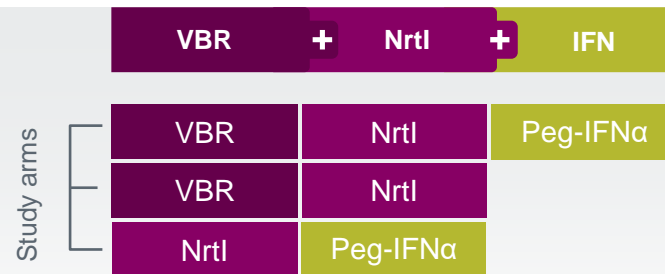 VBR + NrtI + IFN
Study arms
VBR NrtI Peg-IFNα
VBR NrtI
NrtI Peg-IFNα